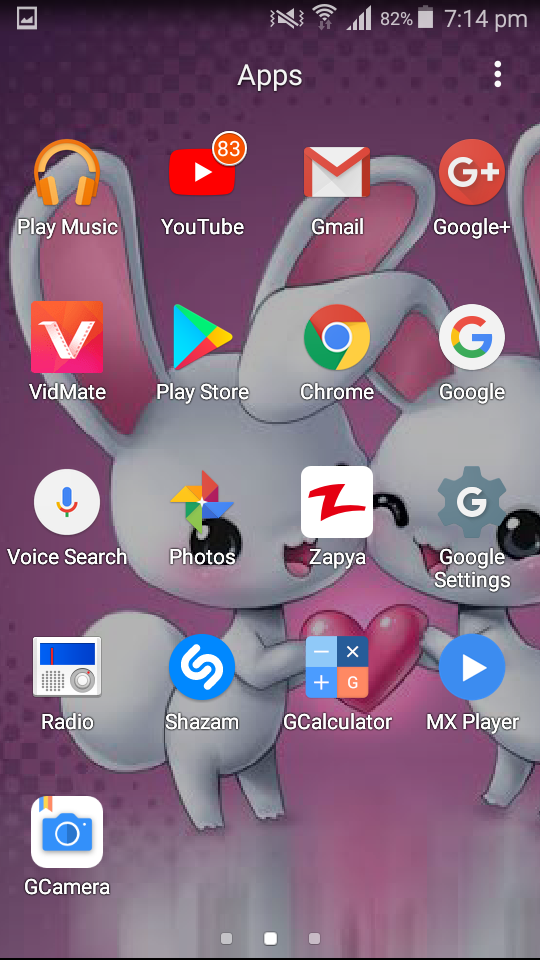 82% 7:14 pm
Apps
83
Play Music YouTube Gmail Google+
VidMate Play Store Chrome Google
Voice Search Photos Zapya Google
Settings
Radio Shazam GCalculator MX Player
GCamera